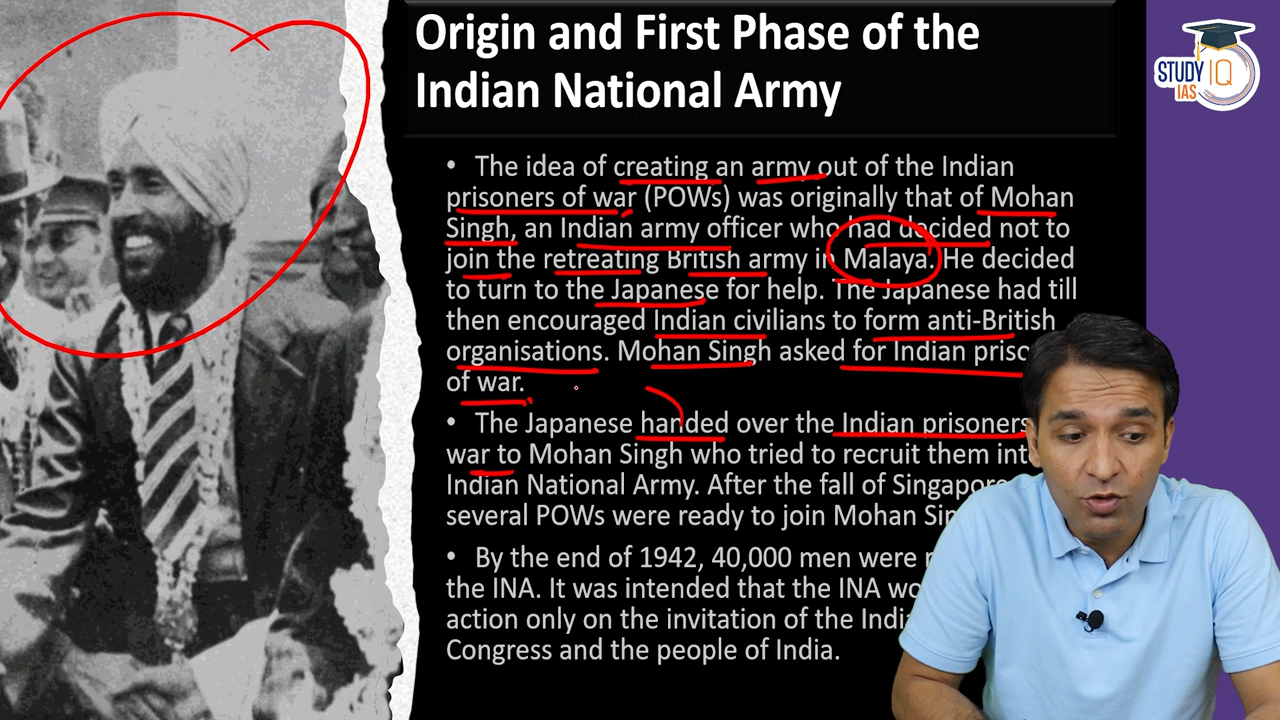 Origin and First Phase of the
Indian National Army
STUDY IQ
IAS
• The idea of creating an army out of the Indian
prisoners of war (POWs) was originally that of Mohan
Singh, an Indian army officer who had decided not to
join the retreating British army in Malaya. He decided
to turn to the Japanese for help. The Japanese had till
then encouraged Indian civilians to form anti-British
organisations. Mohan Singh asked for Indian
of war.
• The Japanese handed over the Indian prisoners
war to Mohan Singh who tried to recruit them
Indian National Army. After the fall of
several POWs were ready to join Mohan
• By the end of 1942, 40,000 men were
the INA. It was intended that the INA
action only on the invitation of the
Congress and the people of India.